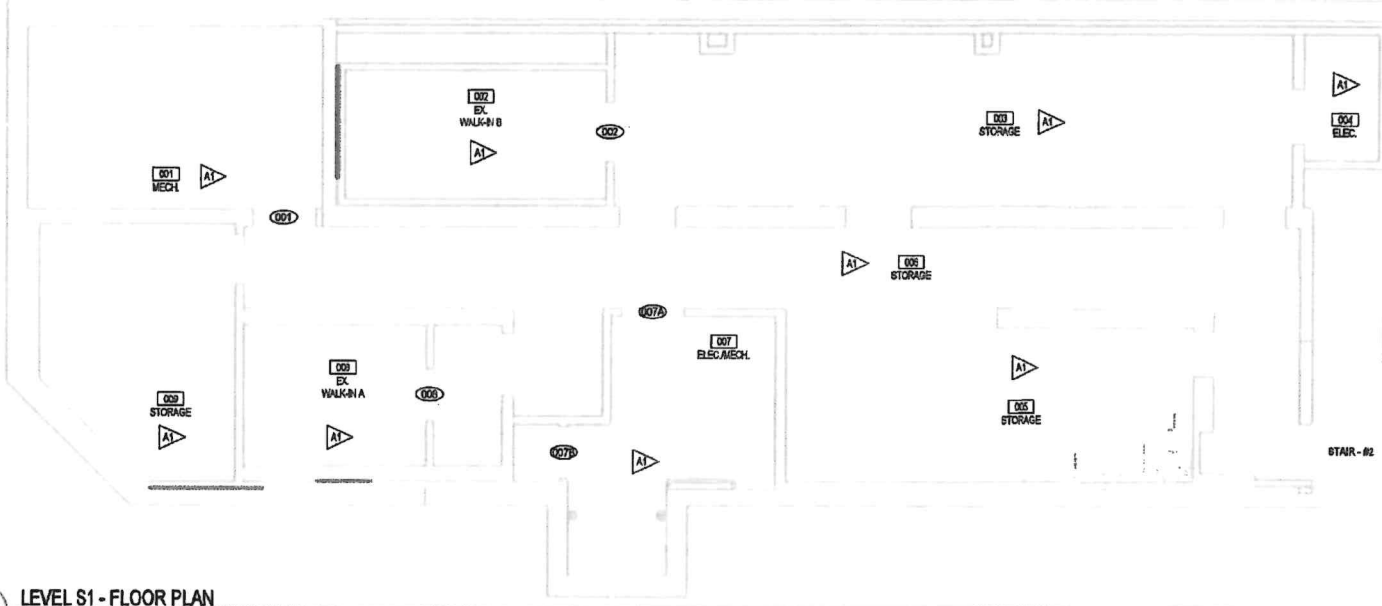 002
EX.
WALK-IN B
A1
002
003
STORAGE
A1
A1
004
ELEC.
001
MECH.
A1
001
A1
006
STORAGE
007A
007
ELEC./MECH.
008
EX.
WALK-IN A
A1
008
009
STORAGE
A1
A1
005
STORAGE
007B
A1
STAIR - #2
LEVEL S1 - FLOOR PLAN